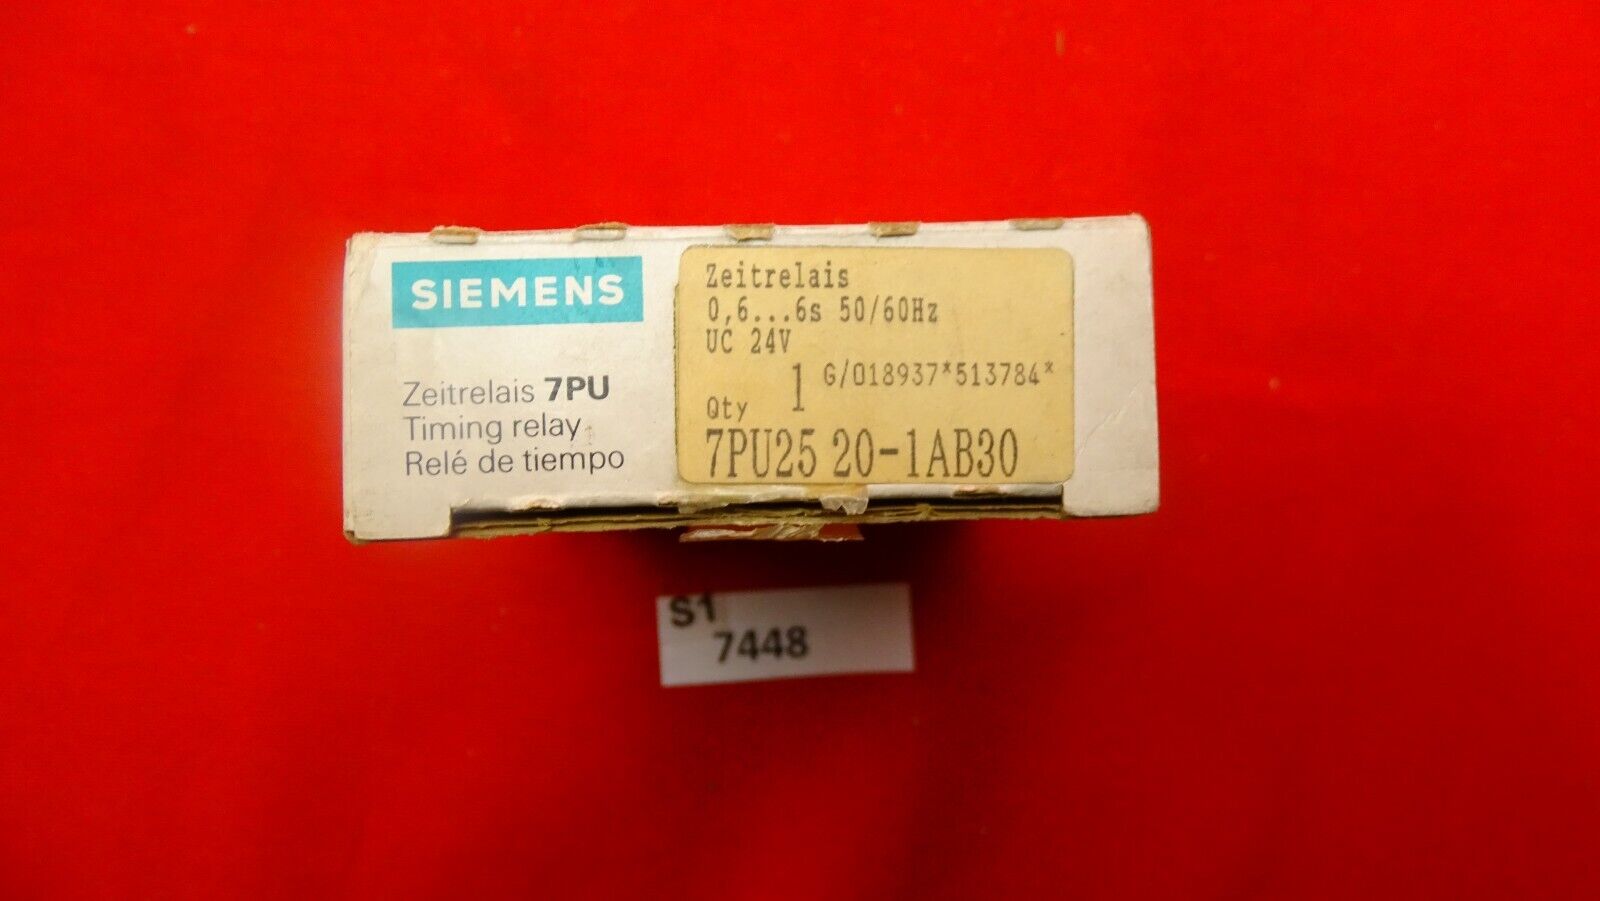 SIEMENS
Zeitrelais 7PU
Timing relay
Relé de tiempo
Zeitrelais
0,6...6s 50/60Hz
UC 24V
Qty 1 G/018937*513784*
7PU25 20-1AB30
S1
7448